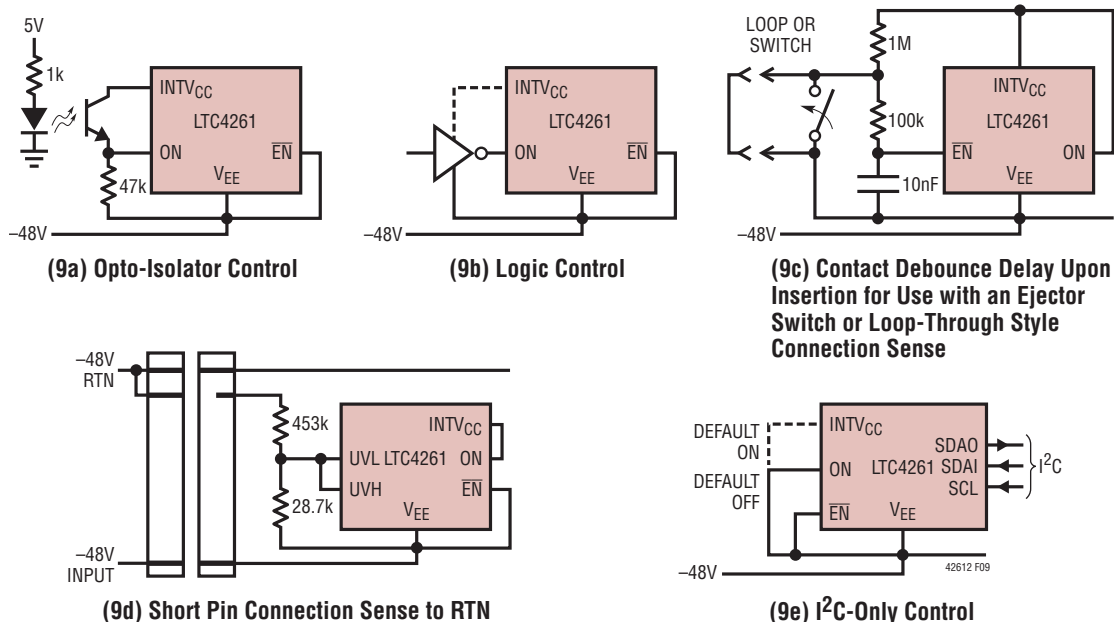 5V
1k
INTVCC
LTC4261
ON
EN
VEE
47k
–48V
(9a) Opto-Isolator Control
INTVCC
LTC4261
ON
EN
VEE
–48V
(9b) Logic Control
LOOP OR
SWITCH
1M
100k
10nF
INTVCC
LTC4261
EN
ON
VEE
–48V
(9c) Contact Debounce Delay Upon
Insertion for Use with an Ejector
Switch or Loop-Through Style
Connection Sense
–48V
RTN
453k
28.7k
INTVCC
UVL LTC4261 ON
UVH
EN
VEE
–48V
INPUT
(9d) Short Pin Connection Sense to RTN
DEFAULT
ON
DEFAULT
OFF
INTVCC
ON
LTC4261
EN
VEE
SDAO
SDAI
SCL
I2C
–48V
42612 F09
(9e) I2C-Only Control